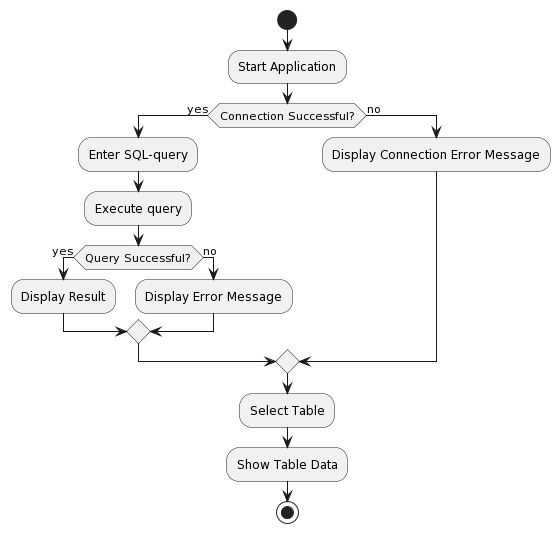 Start Application
yes
Connection Successful?
no
Enter SQL-query
Display Connection Error Message
Execute query
yes
Query Successful?
no
Display Result
Display Error Message
Select Table
Show Table Data